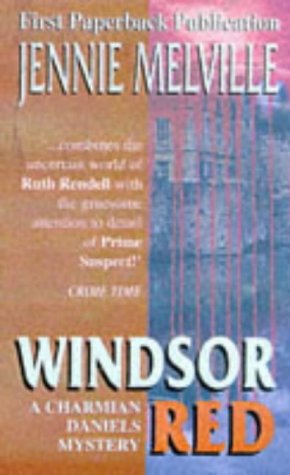 First Paperback Publication
JENNIE MELVILLE
"...combines the
uncertain world of
Ruth Rendell with
the gruesome
attention to detail
of Prime
Suspect!"
CRIME TIME
WINDSOR
RED
A CHARMIAN
DANIELS
MYSTERY